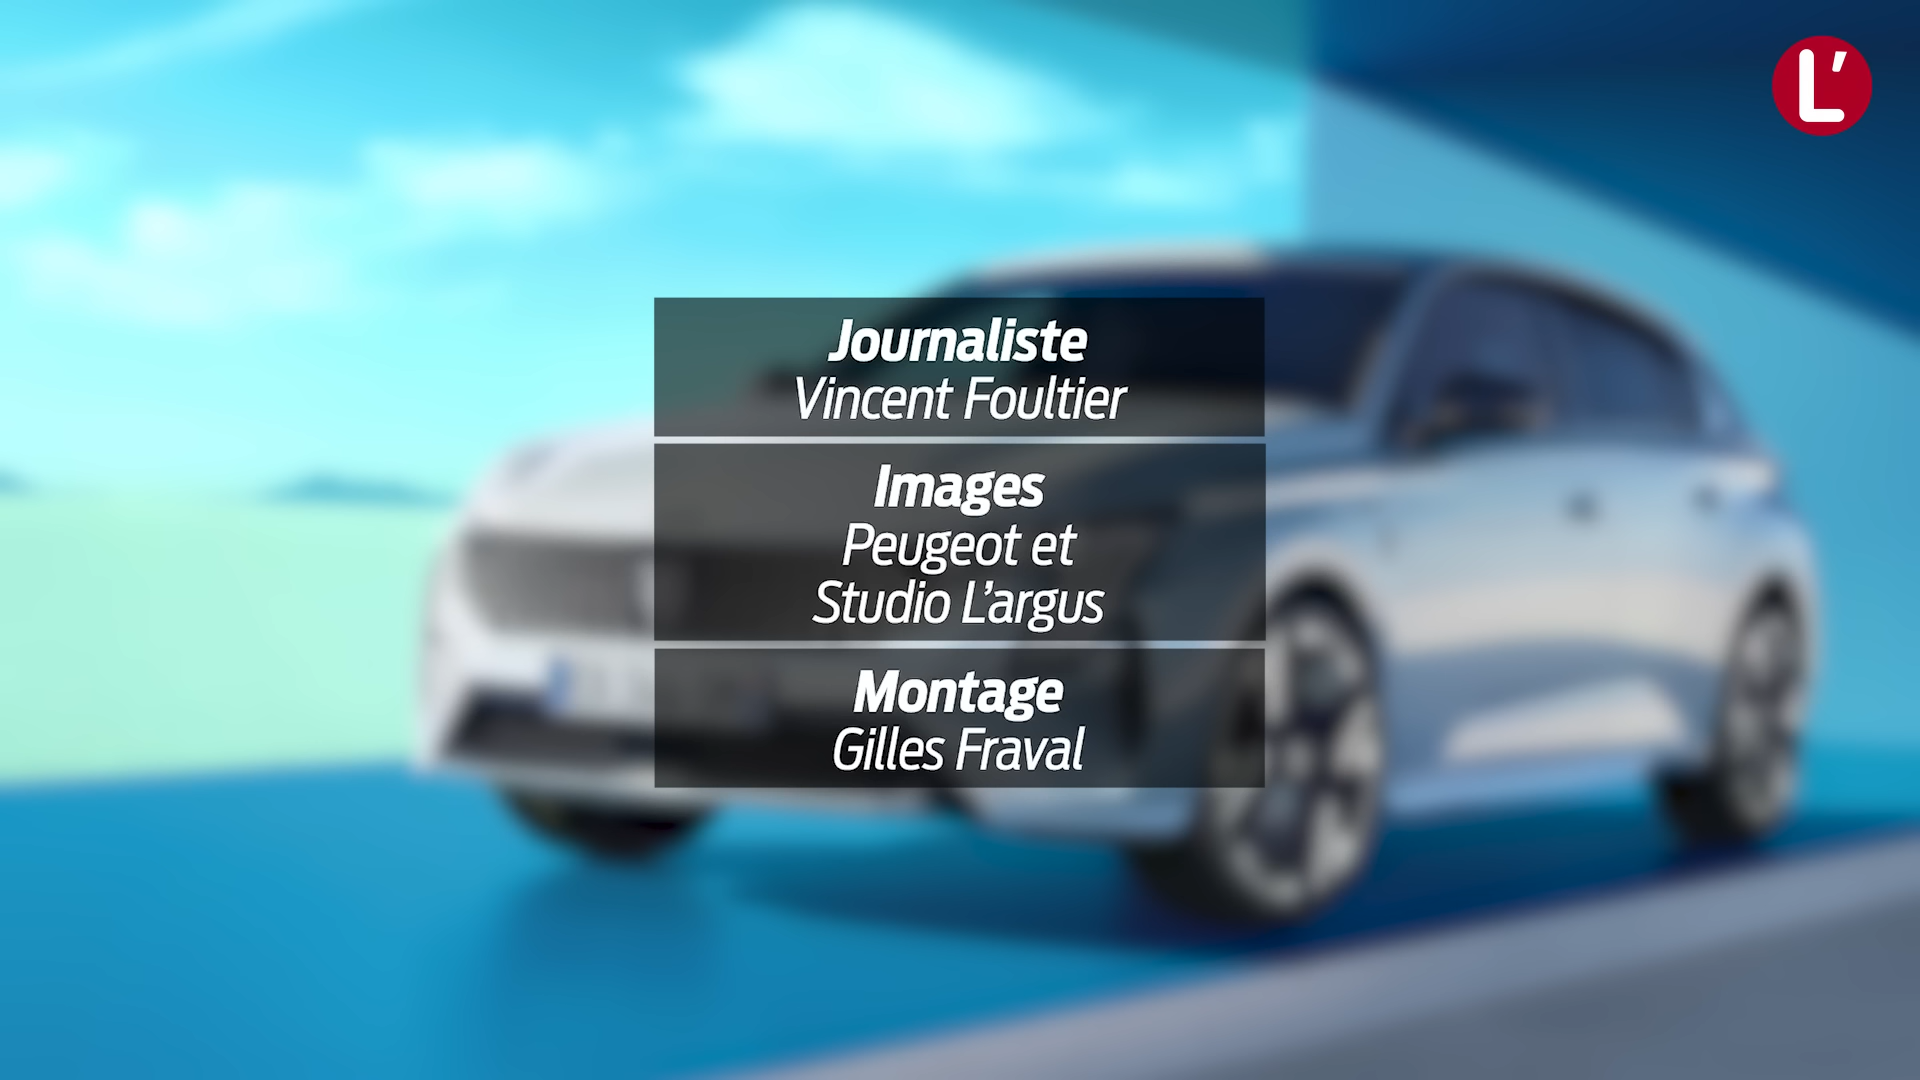 L'
Journaliste
Vincent Foultier
Images
Peugeot et
Studio L’argus
Montage
Gilles Fraval